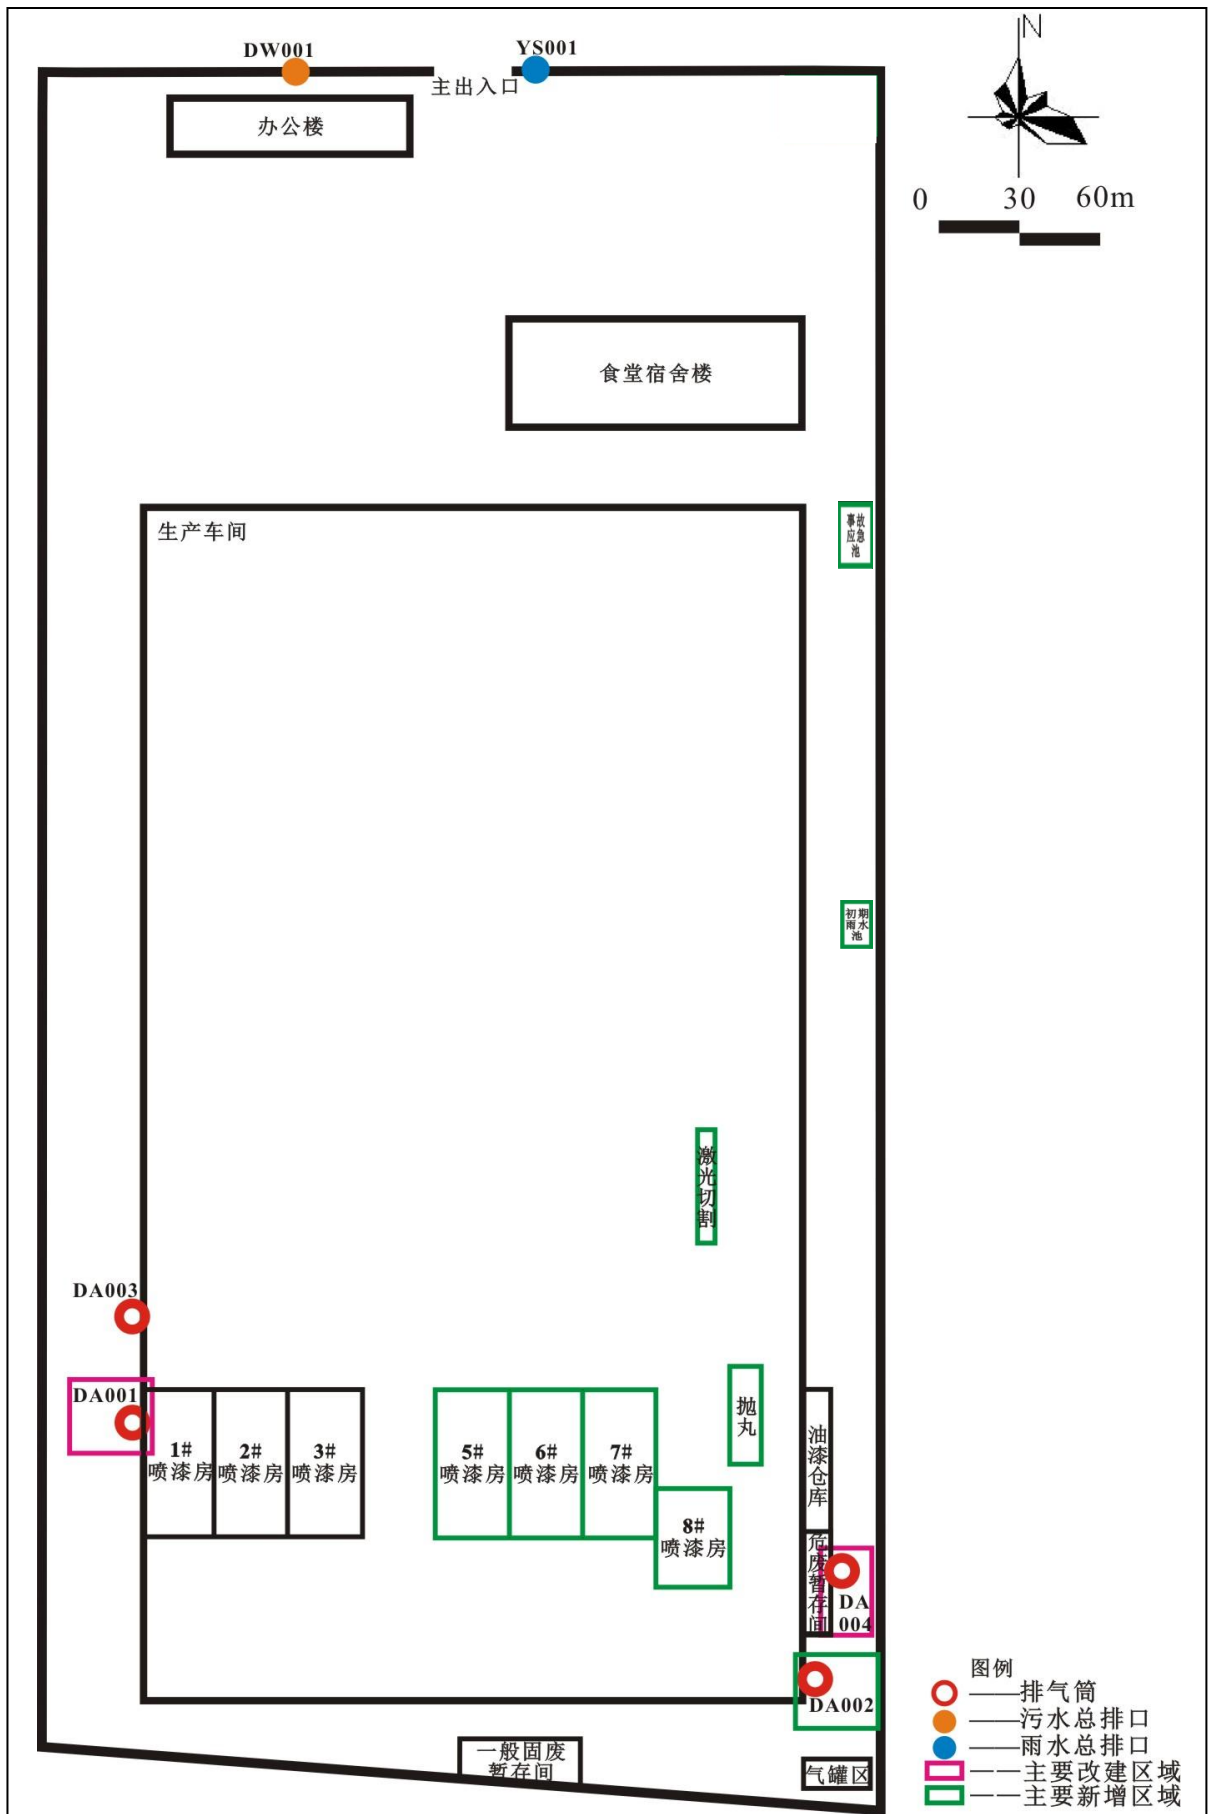 DW001
YS001
主出入口
办公楼
N
0 30 60m
食堂宿舍楼
生产车间
事故
应急
池
初期
雨水
池
激光切割
DA003
DA001
1#
喷漆房
2#
喷漆房
3#
喷漆房
5#
喷漆房
6#
喷漆房
7#
喷漆房
8#
喷漆房
抛丸
油漆仓库
危废暂存间
DA
004
DA002
一般固废
暂存间
气罐区
图例
——排气筒
——污水总排口
——雨水总排口
——主要改建区域
——主要新增区域